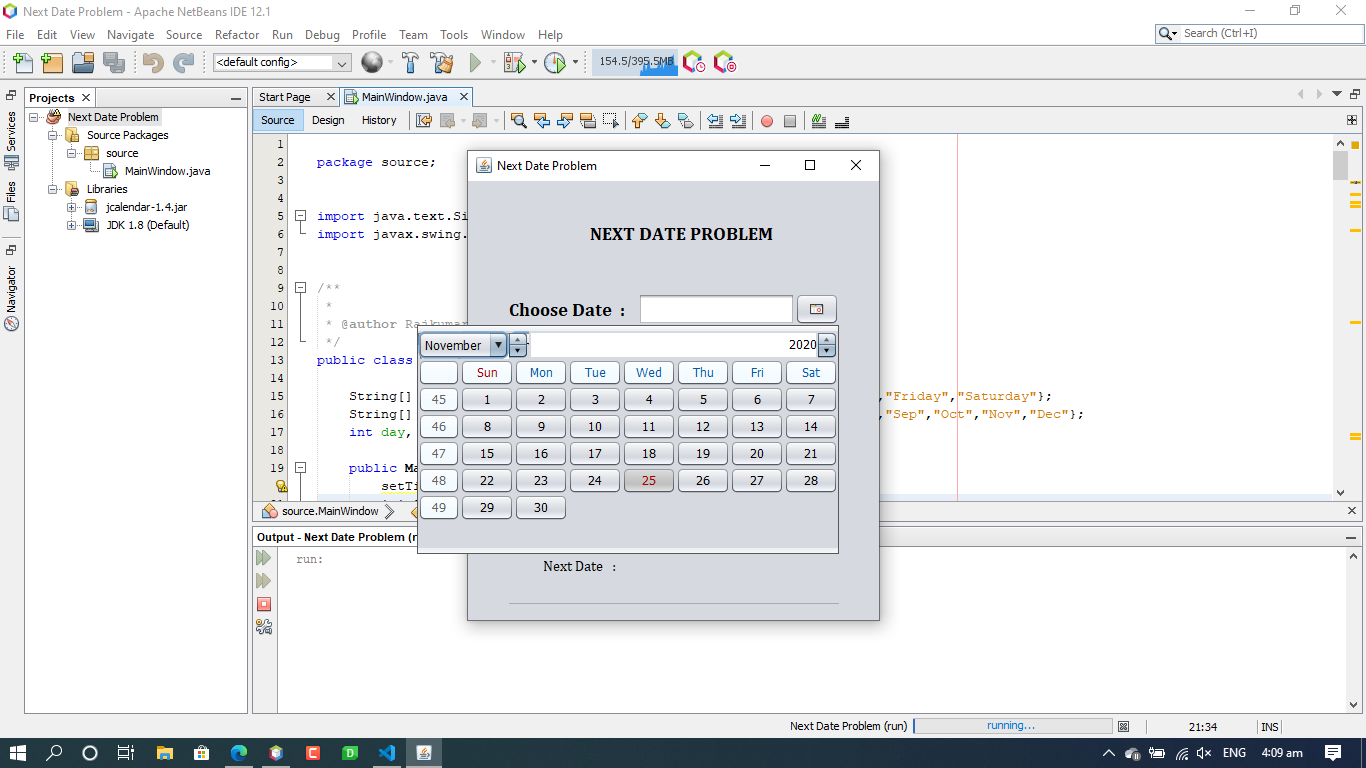 Next Date Problem - Apache NetBeans IDE 12.1
File Edit View Navigate Source Refactor Run Debug Profile Team Tools Window Help
Search (Ctrl+I)
<default config>
154.5/395.5MB
Projects
Start Page
MainWindow.java
Services
Files
Navigator
Next Date Problem
Source Packages
source
MainWindow.java
Libraries
jcalendar-1.4.jar
JDK 1.8 (Default)
Source Design History
1
2 package source;
3
4
5 import java.text.Si
6 import javax.swing.
7
8
9 /**
10 *
11 * @author Rajkumar
12 */
13 public class
14
15 String[] ,"Friday","Saturday"};
16 String[] ,"Sep","Oct","Nov","Dec"};
17 int day,
18
19 public Ma
setTi
source.MainWindow
Next Date Problem
NEXT DATE PROBLEM
Choose Date :
November 2020
Sun Mon Tue Wed Thu Fri Sat
45 1 2 3 4 5 6 7
46 8 9 10 11 12 13 14
47 15 16 17 18 19 20 21
48 22 23 24 25 26 27 28
49 29 30
Next Date :
Output - Next Date Problem (r
run:
Next Date Problem (run)
running...
21:34
INS
ENG
4:09 am